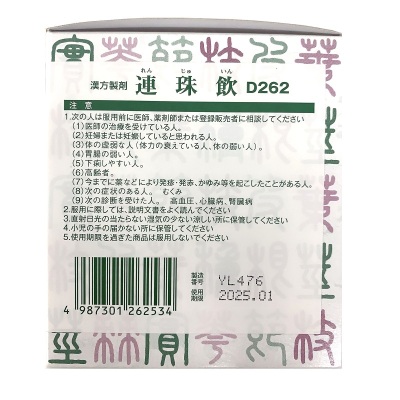 れん じゅ いん
漢方製剤 連珠飲 D262
注意
1.次の人は服用前に医師、薬剤師または登録販売者に相談してください
(1)医師の治療を受けている人。
(2)妊婦または妊娠していると思われる人。
(3)体の虚弱な人(体力の衰えている人、体の弱い人)。
(4)胃腸の弱い人。
(5)下痢しやすい人。
(6)高齢者。
(7)今までに薬などにより発疹・発赤、かゆみ等を起こしたことがある人。
(8)次の症状のある人。 むくみ
(9)次の診断を受けた人。 高血圧、心臓病、腎臓病
2.服用に際しては、説明文書をよく読んでください
3.直射日光の当たらない湿気の少ない涼しい所に保管してください
4.小児の手の届かない所に保管してください
5.使用期限を過ぎた商品は服用しないでください
製造番号 YL476
使用期限 2025.01
4 987301 262534